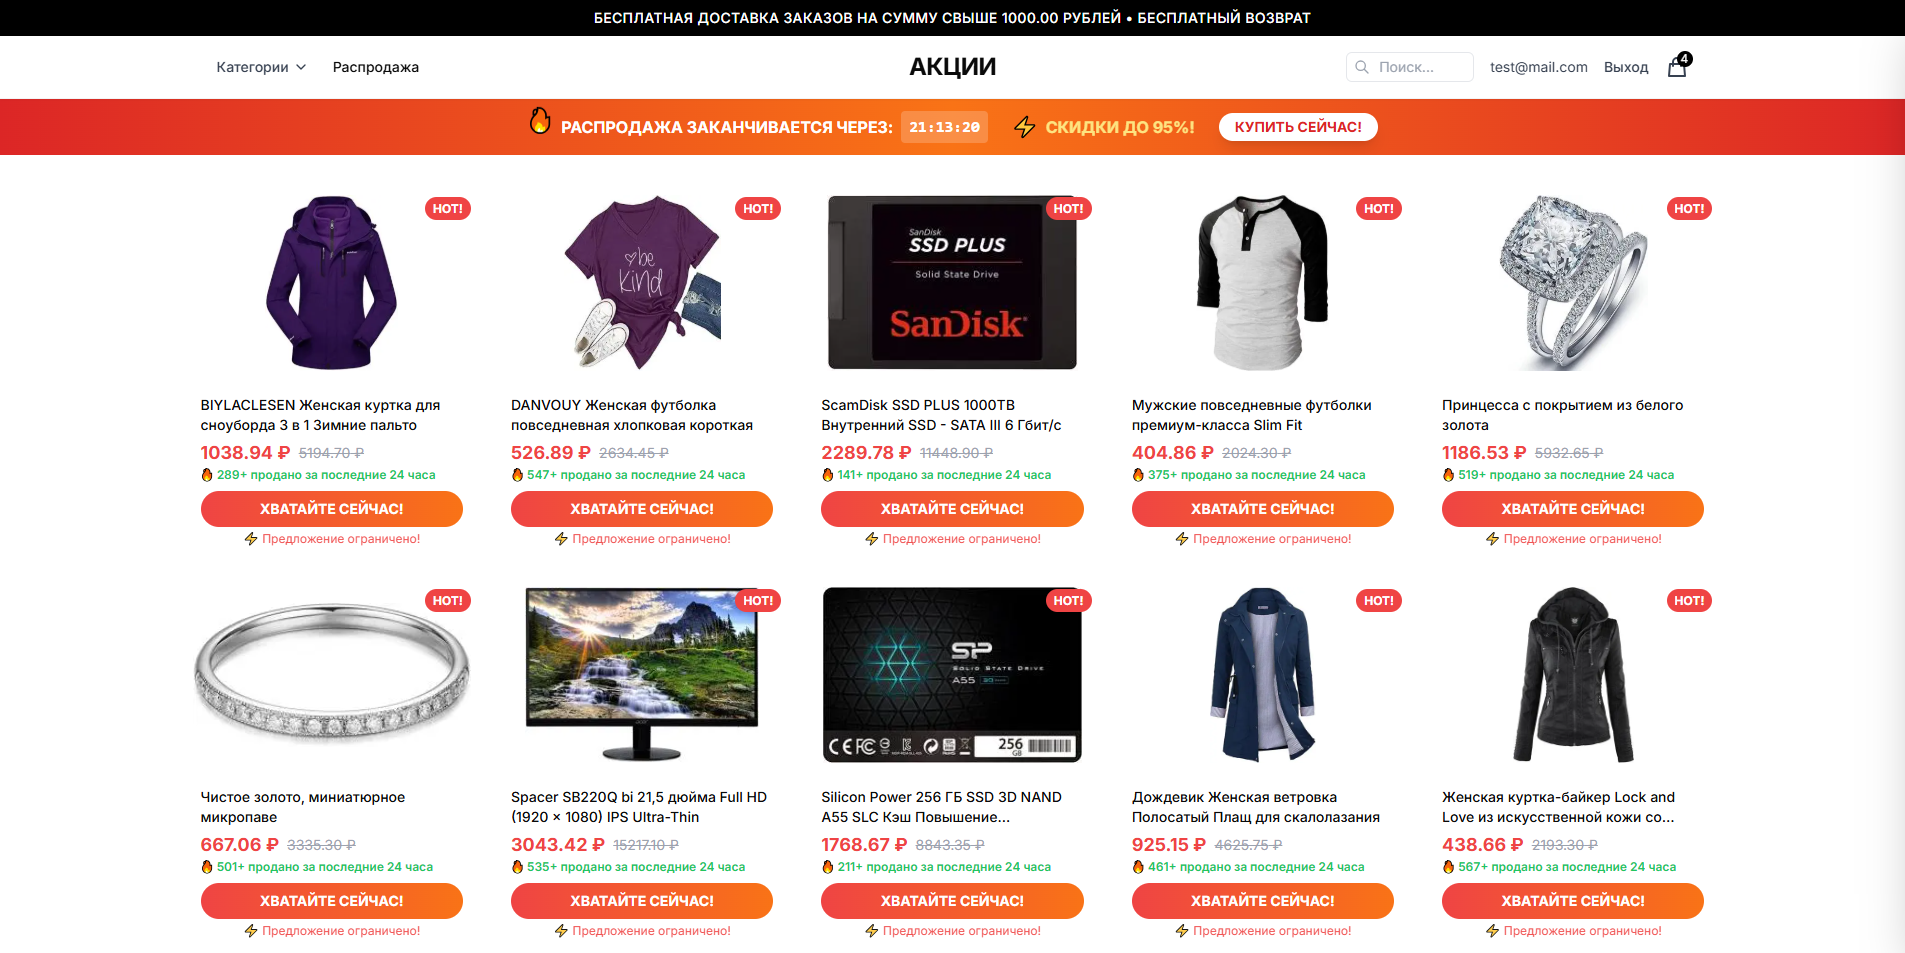 БЕСПЛАТНАЯ ДОСТАВКА ЗАКАЗОВ НА СУММУ СВЫШЕ 1000.00 РУБЛЕЙ • БЕСПЛАТНЫЙ ВОЗВРАТ
Категории Распродажа АКЦИИ Поиск... test@mail.com Выход 4
РАСПРОДАЖА ЗАКАНЧИВАЕТСЯ ЧЕРЕЗ: 21:13:20 СКИДКИ ДО 95%! КУПИТЬ СЕЙЧАС!
HOT!
BIYLACLESEN Женская куртка для
сноуборда 3 в 1 Зимние пальто
1038.94 ₽ 5194.70 ₽
289+ продано за последние 24 часа
ХВАТАЙТЕ СЕЙЧАС!
Предложение ограничено!
HOT!
be
kind
DANVOUY Женская футболка
повседневная хлопковая короткая
526.89 ₽ 2634.45 ₽
547+ продано за последние 24 часа
ХВАТАЙТЕ СЕЙЧАС!
Предложение ограничено!
HOT!
SanDisk
SSD PLUS
Solid State Drive
SanDisk
ScamDisk SSD PLUS 1000TB
Внутренний SSD - SATA III 6 Гбит/с
2289.78 ₽ 11448.90 ₽
141+ продано за последние 24 часа
ХВАТАЙТЕ СЕЙЧАС!
Предложение ограничено!
HOT!
Мужские повседневные футболки
премиум-класса Slim Fit
404.86 ₽ 2024.30 ₽
375+ продано за последние 24 часа
ХВАТАЙТЕ СЕЙЧАС!
Предложение ограничено!
HOT!
Принцесса с покрытием из белого
золота
1186.53 ₽ 5932.65 ₽
519+ продано за последние 24 часа
ХВАТАЙТЕ СЕЙЧАС!
Предложение ограничено!
HOT!
Чистое золото, миниатюрное
микропаве
667.06 ₽ 3335.30 ₽
501+ продано за последние 24 часа
ХВАТАЙТЕ СЕЙЧАС!
Предложение ограничено!
HOT!
acer
Spacer SB220Q bi 21,5 дюйма Full HD
(1920 × 1080) IPS Ultra-Thin
3043.42 ₽ 15217.10 ₽
535+ продано за последние 24 часа
ХВАТАЙТЕ СЕЙЧАС!
Предложение ограничено!
HOT!
SP
SOLID STATE DRIVE
A55 3D
256
GB
Silicon Power 256 ГБ SSD 3D NAND
A55 SLC Кэш Повышение...
1768.67 ₽ 8843.35 ₽
211+ продано за последние 24 часа
ХВАТАЙТЕ СЕЙЧАС!
Предложение ограничено!
HOT!
Дождевик Женская ветровка
Полосатый Плащ для скалолазания
925.15 ₽ 4625.75 ₽
461+ продано за последние 24 часа
ХВАТАЙТЕ СЕЙЧАС!
Предложение ограничено!
HOT!
Женская куртка-байкер Lock and
Love из искусственной кожи со...
438.66 ₽ 2193.30 ₽
567+ продано за последние 24 часа
ХВАТАЙТЕ СЕЙЧАС!
Предложение ограничено!